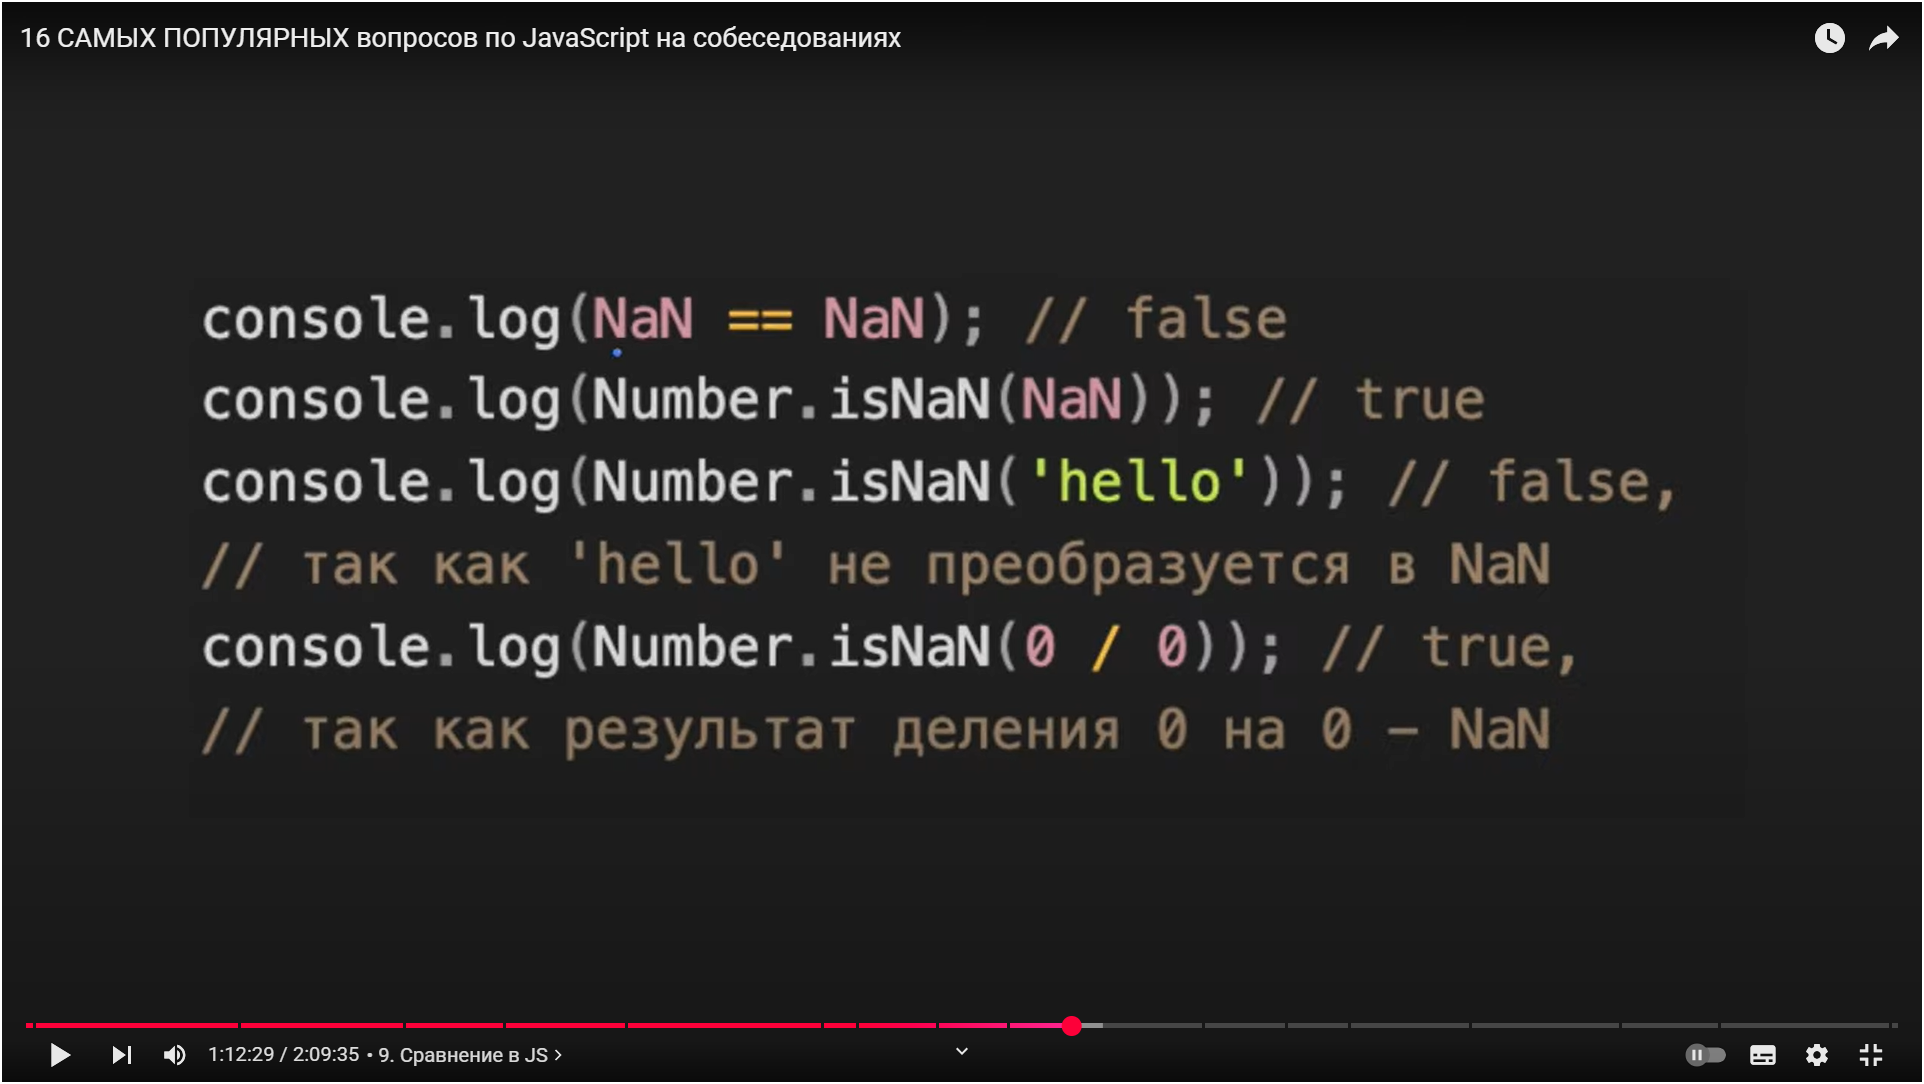 16 САМЫХ ПОПУЛЯРНЫХ вопросов по JavaScript на собеседованиях
console.log(NaN == NaN); // false
console.log(Number.isNaN(NaN)); // true
console.log(Number.isNaN('hello')); // false,
// так как 'hello' не преобразуется в NaN
console.log(Number.isNaN(0 / 0)); // true,
// так как результат деления 0 на 0 – NaN
1:12:29 / 2:09:35 • 9. Сравнение в JS ›